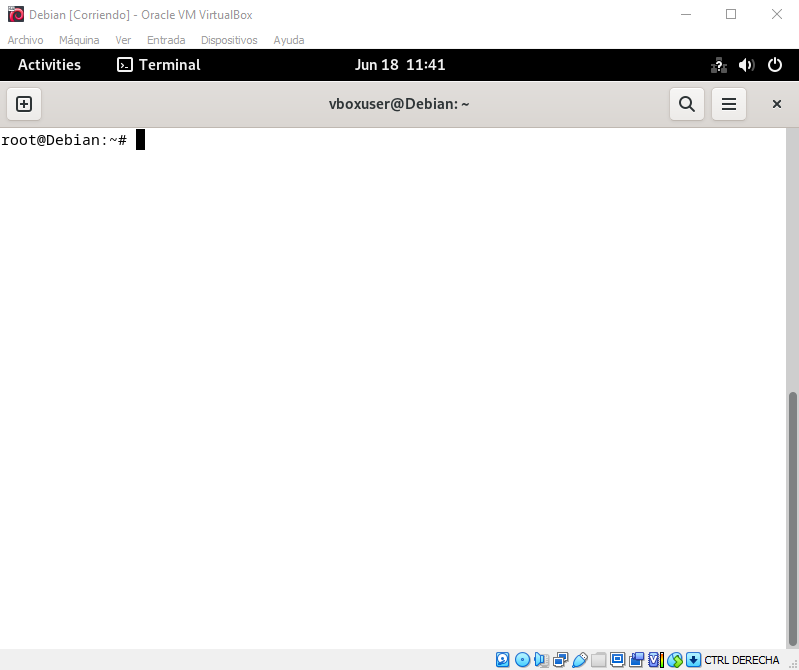 Debian [Corriendo] - Oracle VM VirtualBox
Archivo Máquina Ver Entrada Dispositivos Ayuda
Activities Terminal Jun 18 11:41
vboxuser@Debian: ~
root@Debian:~#
CTRL DERECHA